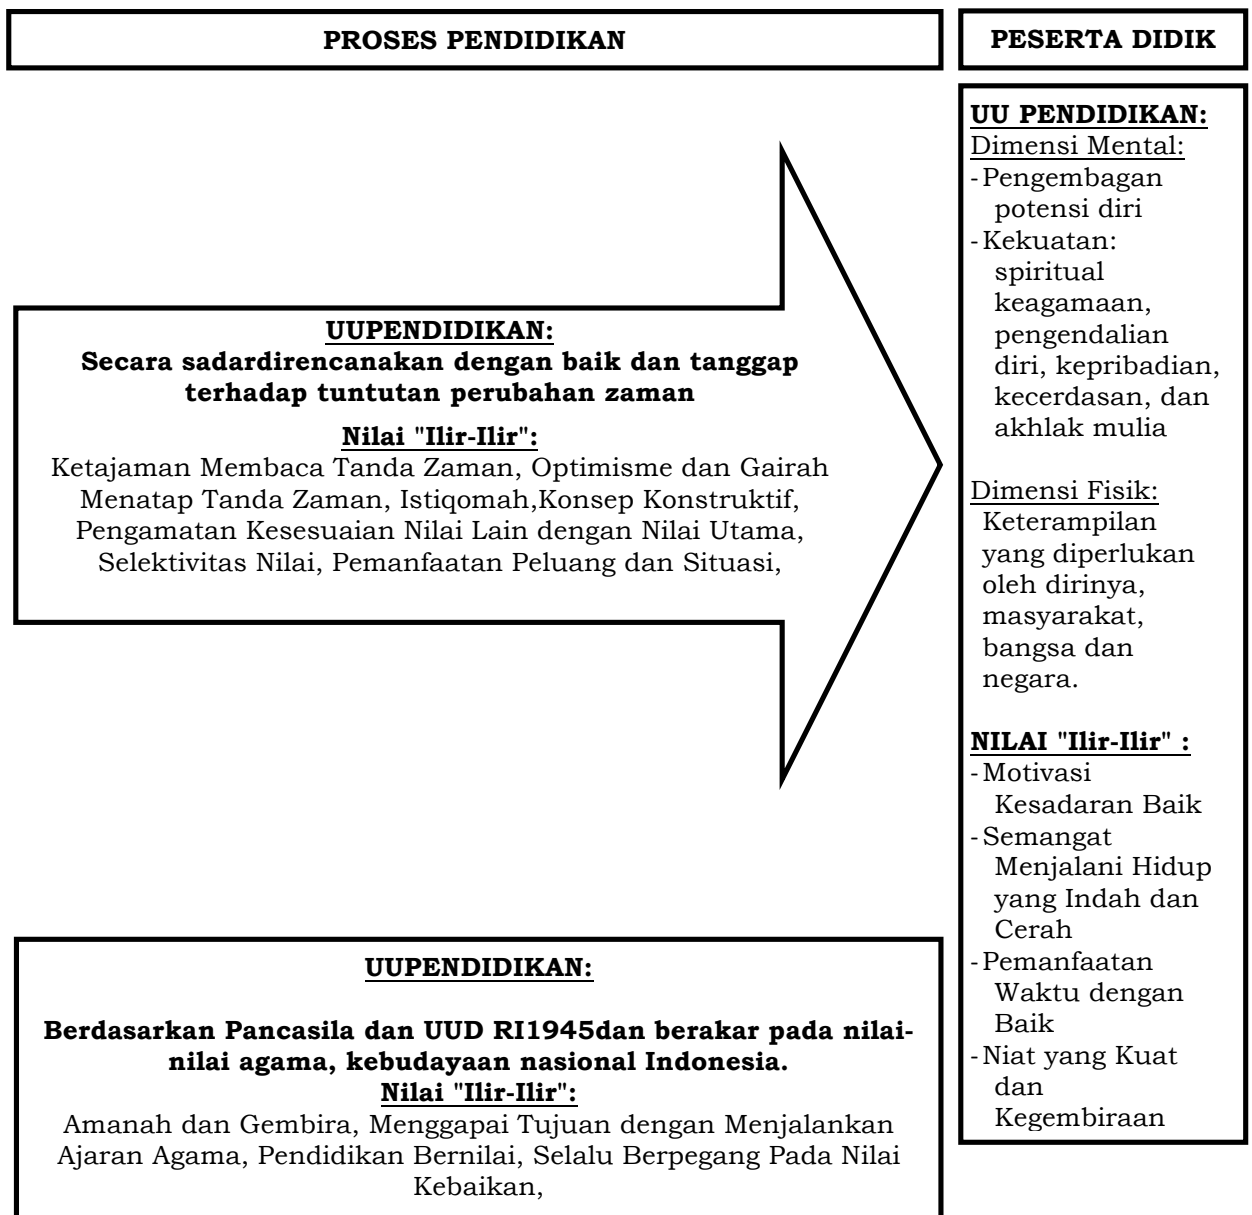 PROSES PENDIDIKAN
PESERTA DIDIK
UUPENDIDIKAN:
Secara sadardirencanakan dengan baik dan tanggap
terhadap tuntutan perubahan zaman
Nilai "Ilir-Ilir":
Ketajaman Membaca Tanda Zaman, Optimisme dan Gairah
Menatap Tanda Zaman, Istiqomah,Konsep Konstruktif,
Pengamatan Kesesuaian Nilai Lain dengan Nilai Utama,
Selektivitas Nilai, Pemanfaatan Peluang dan Situasi,
UUPENDIDIKAN:
Berdasarkan Pancasila dan UUD RI1945dan berakar pada nilai-
nilai agama, kebudayaan nasional Indonesia.
Nilai "Ilir-Ilir":
Amanah dan Gembira, Menggapai Tujuan dengan Menjalankan
Ajaran Agama, Pendidikan Bernilai, Selalu Berpegang Pada Nilai
Kebaikan,
UU PENDIDIKAN:
Dimensi Mental:
-Pengembagan
potensi diri
-Kekuatan:
spiritual
keagamaan,
pengendalian
diri, kepribadian,
kecerdasan, dan
akhlak mulia
Dimensi Fisik:
Keterampilan
yang diperlukan
oleh dirinya,
masyarakat,
bangsa dan
negara.
NILAI "Ilir-Ilir" :
-Motivasi
Kesadaran Baik
-Semangat
Menjalani Hidup
yang Indah dan
Cerah
-Pemanfaatan
Waktu dengan
Baik
-Niat yang Kuat
dan
Kegembiraan